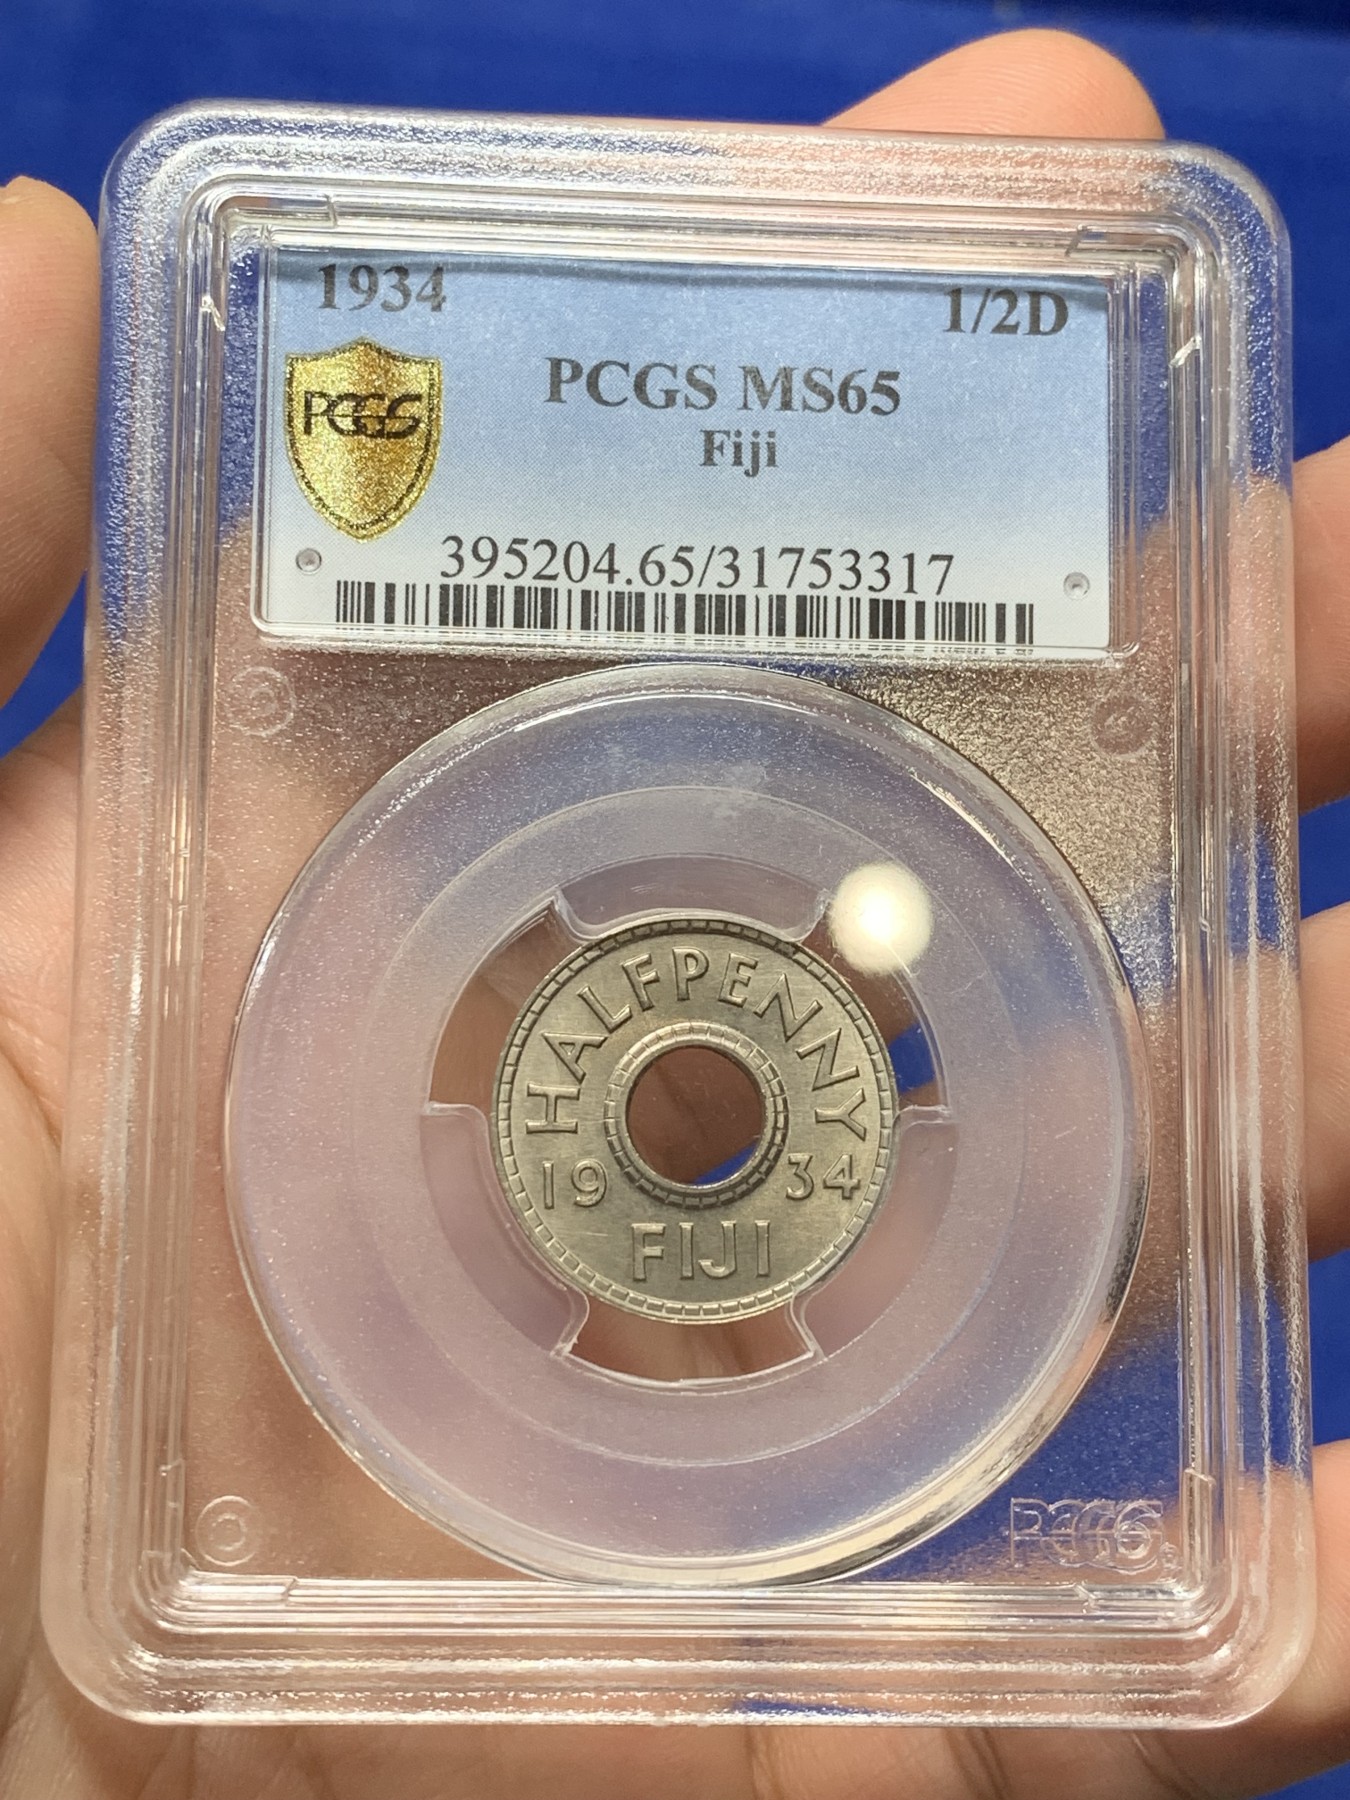 1934
1/2D
PCGS MS65
Fiji
PCGS
395204.65/31753317
HALFPENNY
19 34
FIJI
PCGS